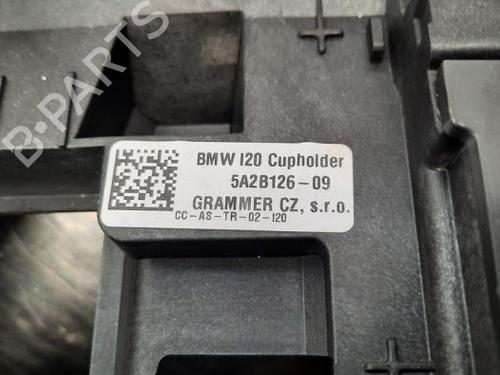 B-PARTS
BMW I20 Cupholder
5A2B126-09
GRAMMER CZ, s.r.o.
CC-AS-TR-02-I20